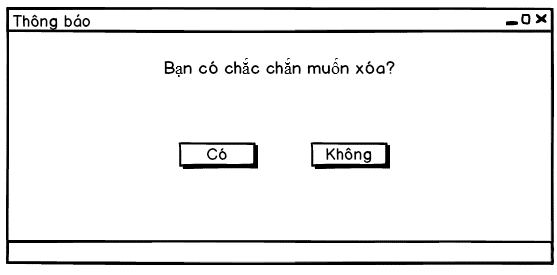 Thông báo
Bạn có chắc chắn muốn xóa?
Có
Không